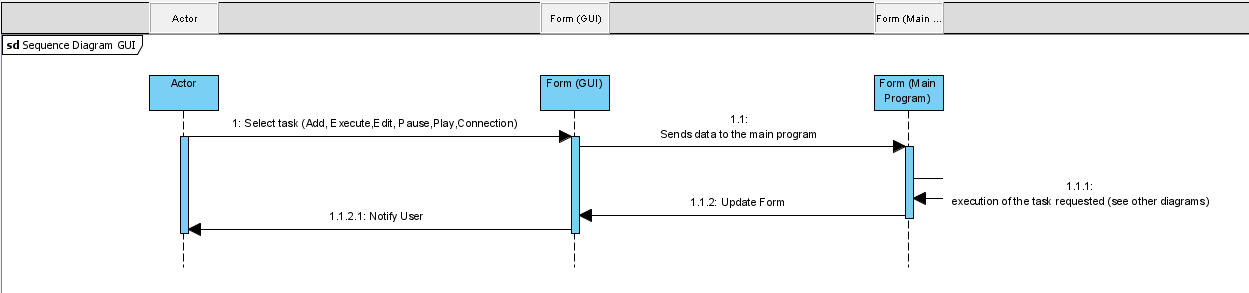 Actor
Form (GUI)
Form (Main ...
sd Sequence Diagram GUI
Actor
Form (GUI)
Form (Main
Program)
1: Select task (Add, Execute,Edit, Pause,Play,Connection)
1.1:
Sends data to the main program
1.1.1:
execution of the task requested (see other diagrams)
1.1.2: Update Form
1.1.2.1: Notify User